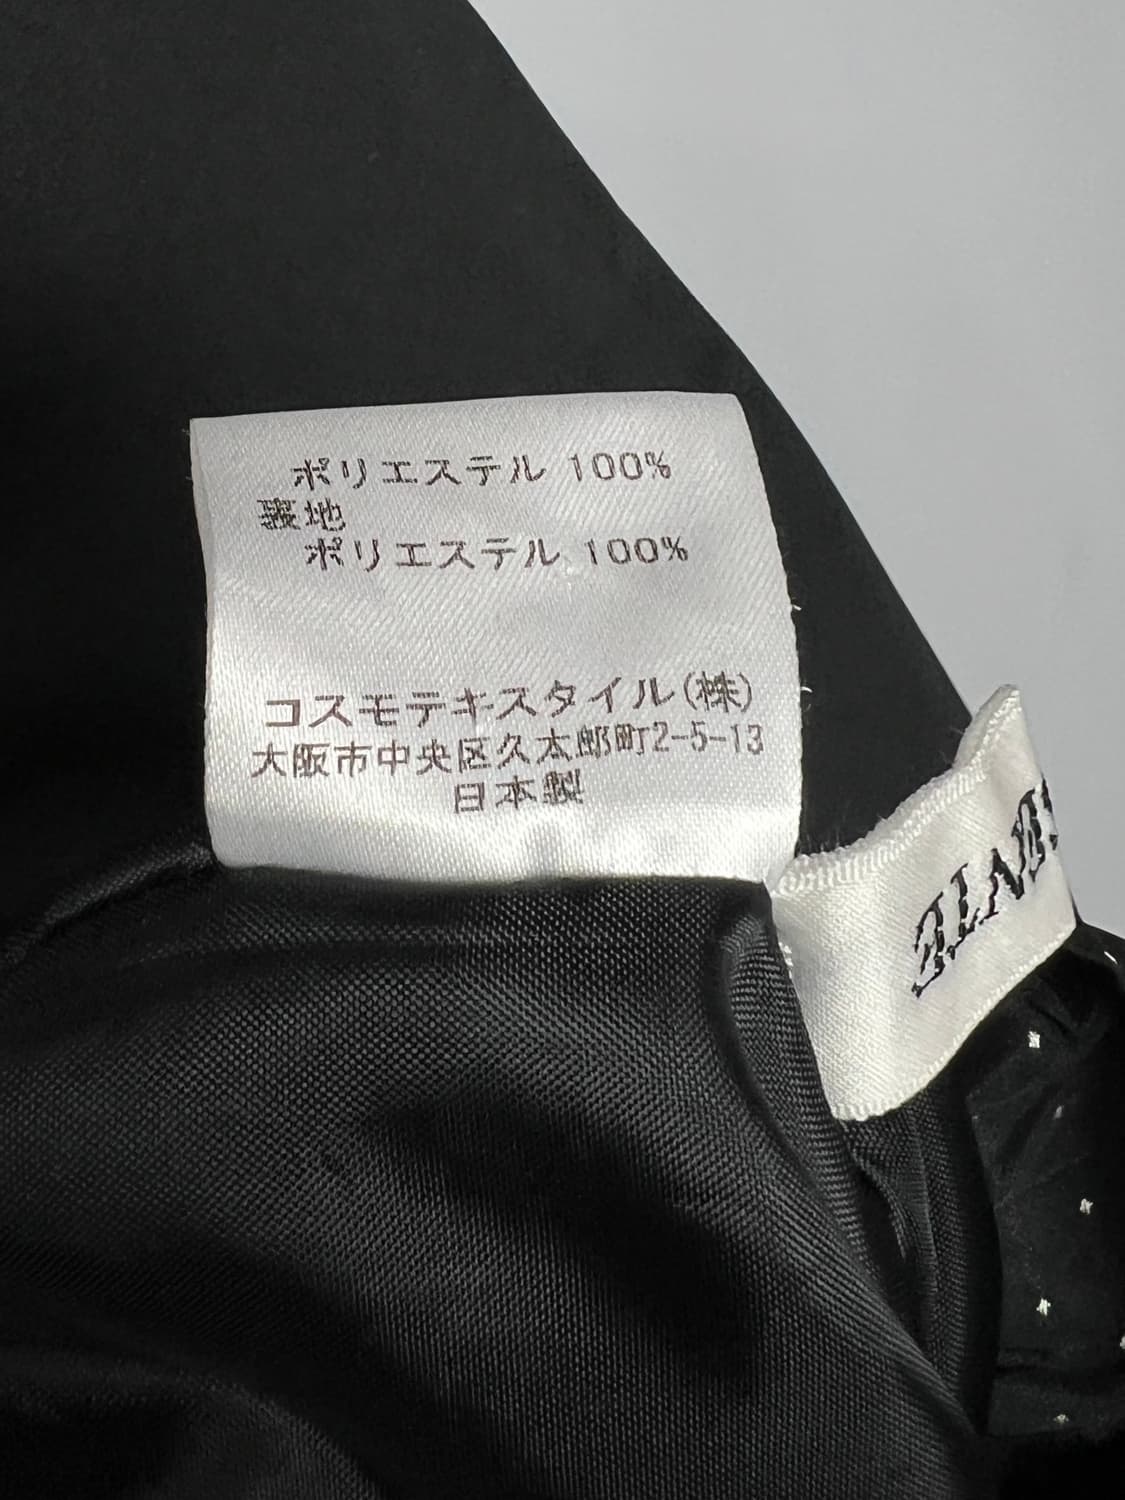 ポリエステル 100%
裏地
ポリエステル 100%
コスモテキスタイル(株)
大阪市中央区久太郎町2-5-13
日本製